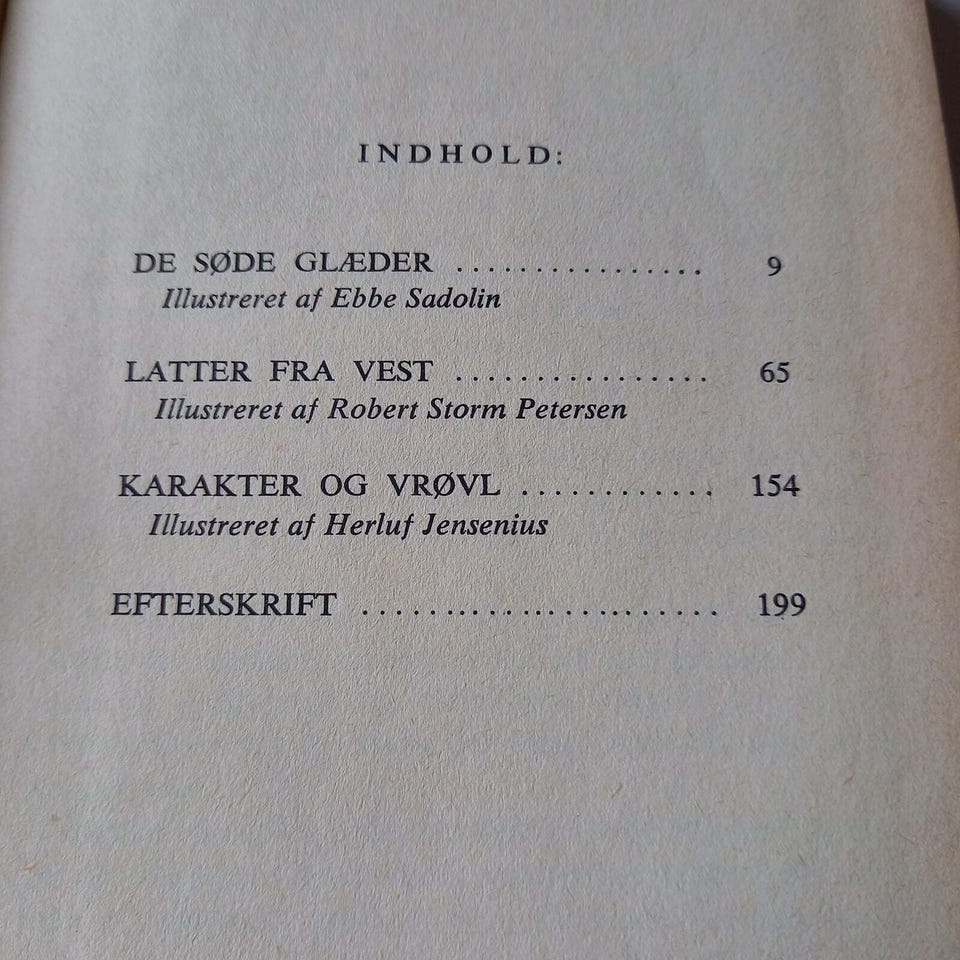 INDHOLD:
DE SØDE GLÆDER ................ 9
Illustreret af Ebbe Sadolin
LATTER FRA VEST ................ 65
Illustreret af Robert Storm Petersen
KARAKTER OG VRØVL ............ 154
Illustreret af Herluf Jensenius
EFTERSKRIFT ....................... 199